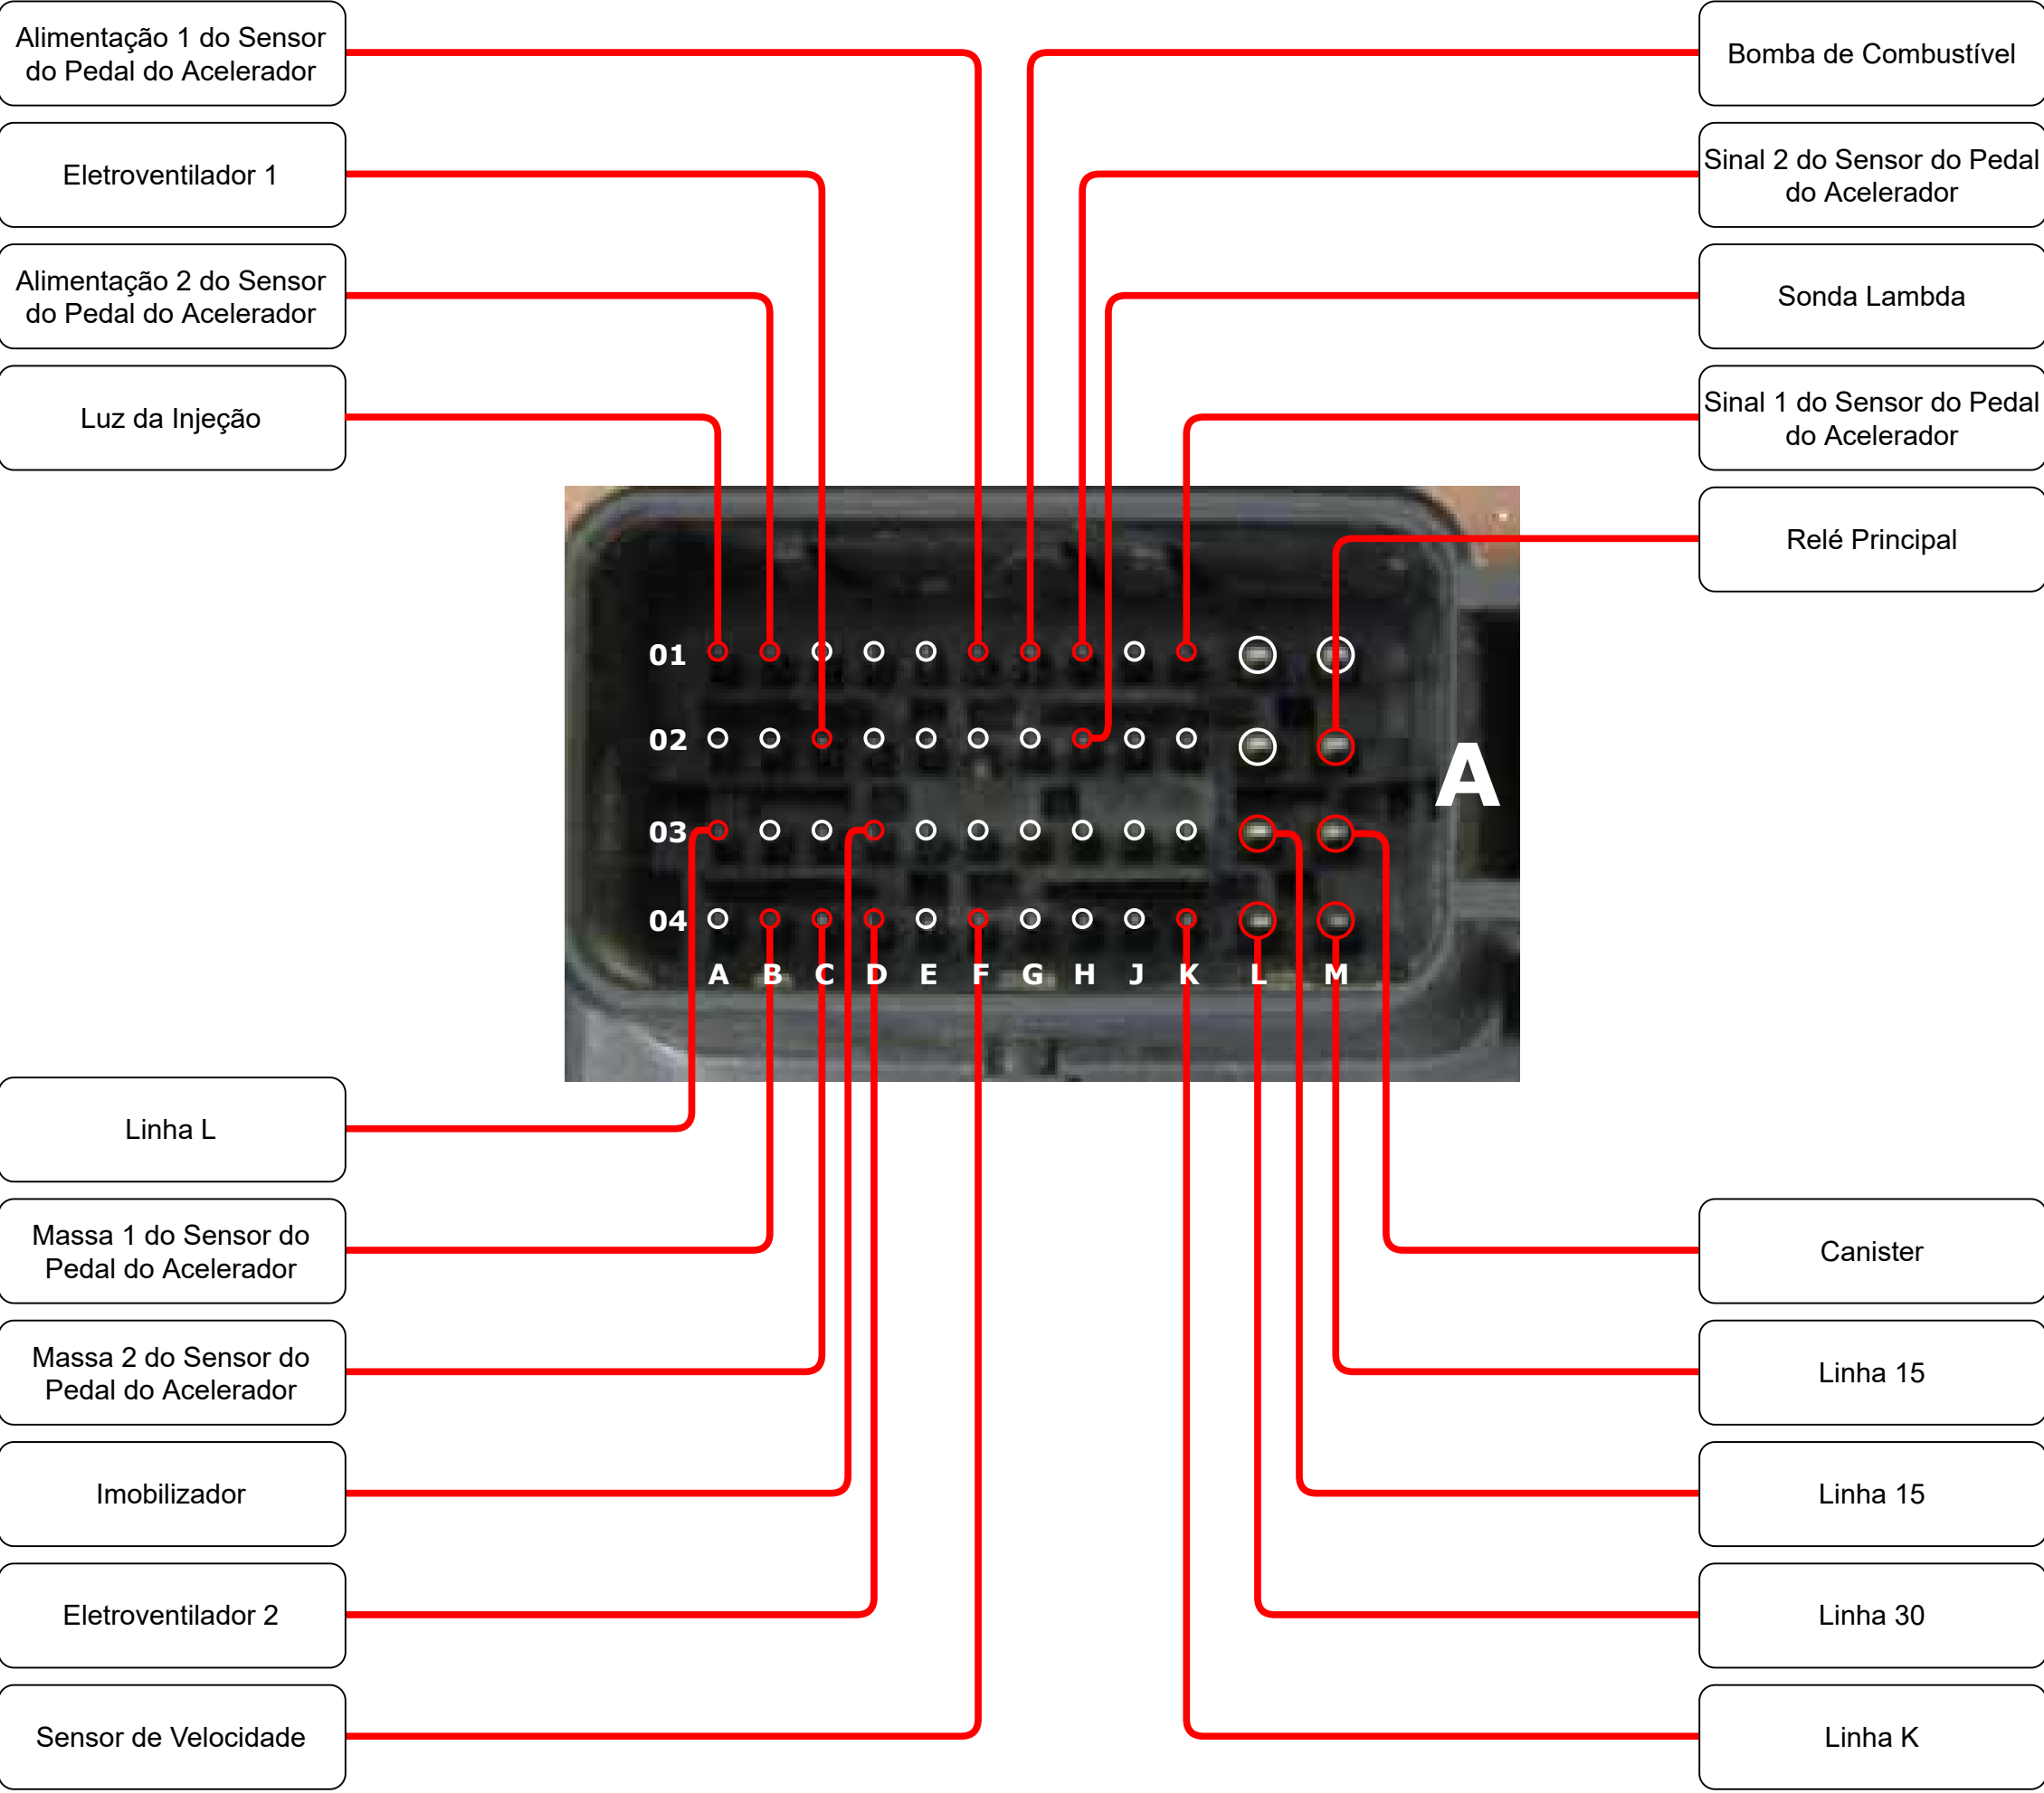 Alimentação 1 do Sensor
do Pedal do Acelerador
Eletroventilador 1
Alimentação 2 do Sensor
do Pedal do Acelerador
Luz da Injeção
Bomba de Combustível
Sinal 2 do Sensor do Pedal
do Acelerador
Sonda Lambda
Sinal 1 do Sensor do Pedal
do Acelerador
Relé Principal
01
02
03
04
A B C D E F G H J K L M
A
Linha L
Massa 1 do Sensor do
Pedal do Acelerador
Massa 2 do Sensor do
Pedal do Acelerador
Imobilizador
Eletroventilador 2
Sensor de Velocidade
Canister
Linha 15
Linha 15
Linha 30
Linha K